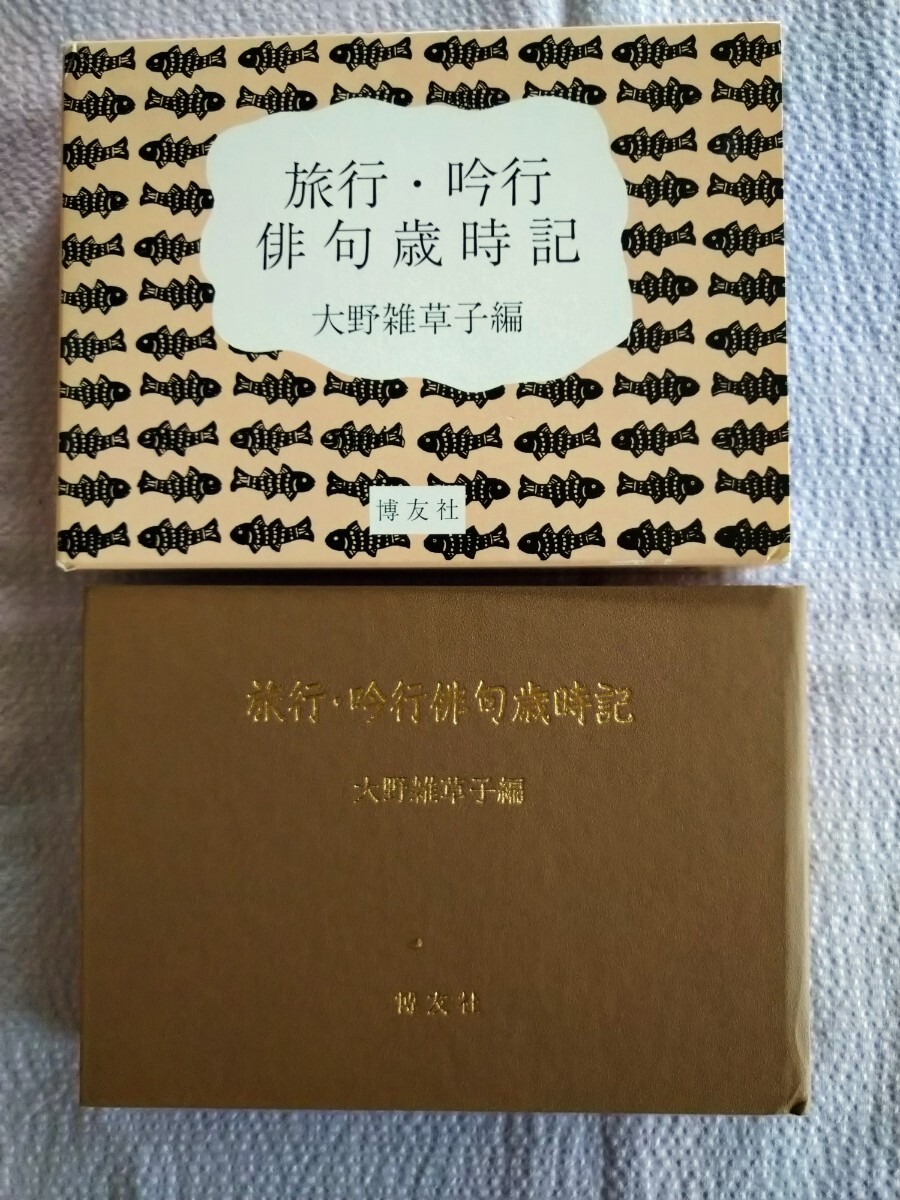 旅行・吟行
俳句歳時記
大野雑草子編
博友社
旅行・吟行俳句歳時記
大野雑草子編
博友社